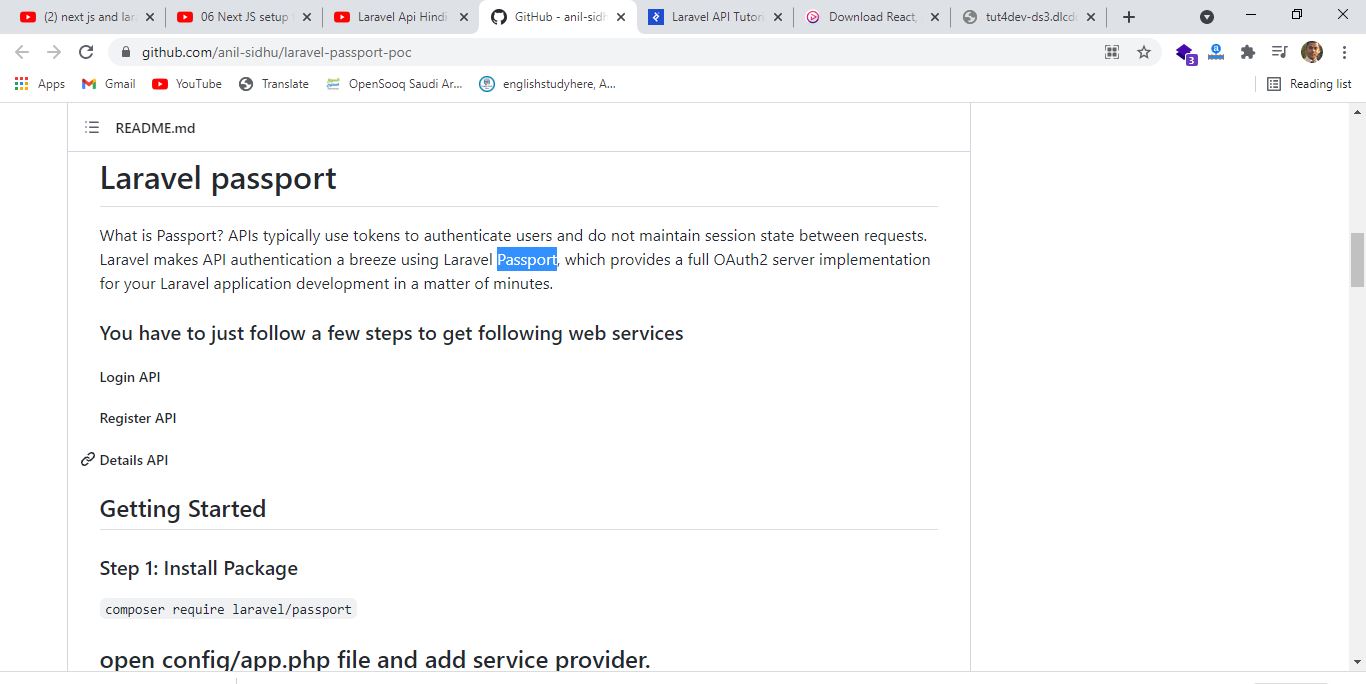 (2) next js and lar
06 Next JS setup
Laravel Api Hindi
GitHub - anil-sidh
Laravel API Tutor
Download React,
tut4dev-ds3.dlcd
github.com/anil-sidhu/laravel-passport-poc
3
Apps
Gmail
YouTube
Translate
OpenSooq Saudi Ar...
englishstudyhere, A...
Reading list
README.md
Laravel passport
What is Passport? APIs typically use tokens to authenticate users and do not maintain session state between requests.
Laravel makes API authentication a breeze using Laravel Passport, which provides a full OAuth2 server implementation
for your Laravel application development in a matter of minutes.
You have to just follow a few steps to get following web services
Login API
Register API
Details API
Getting Started
Step 1: Install Package
composer require laravel/passport
open config/app.php file and add service provider.